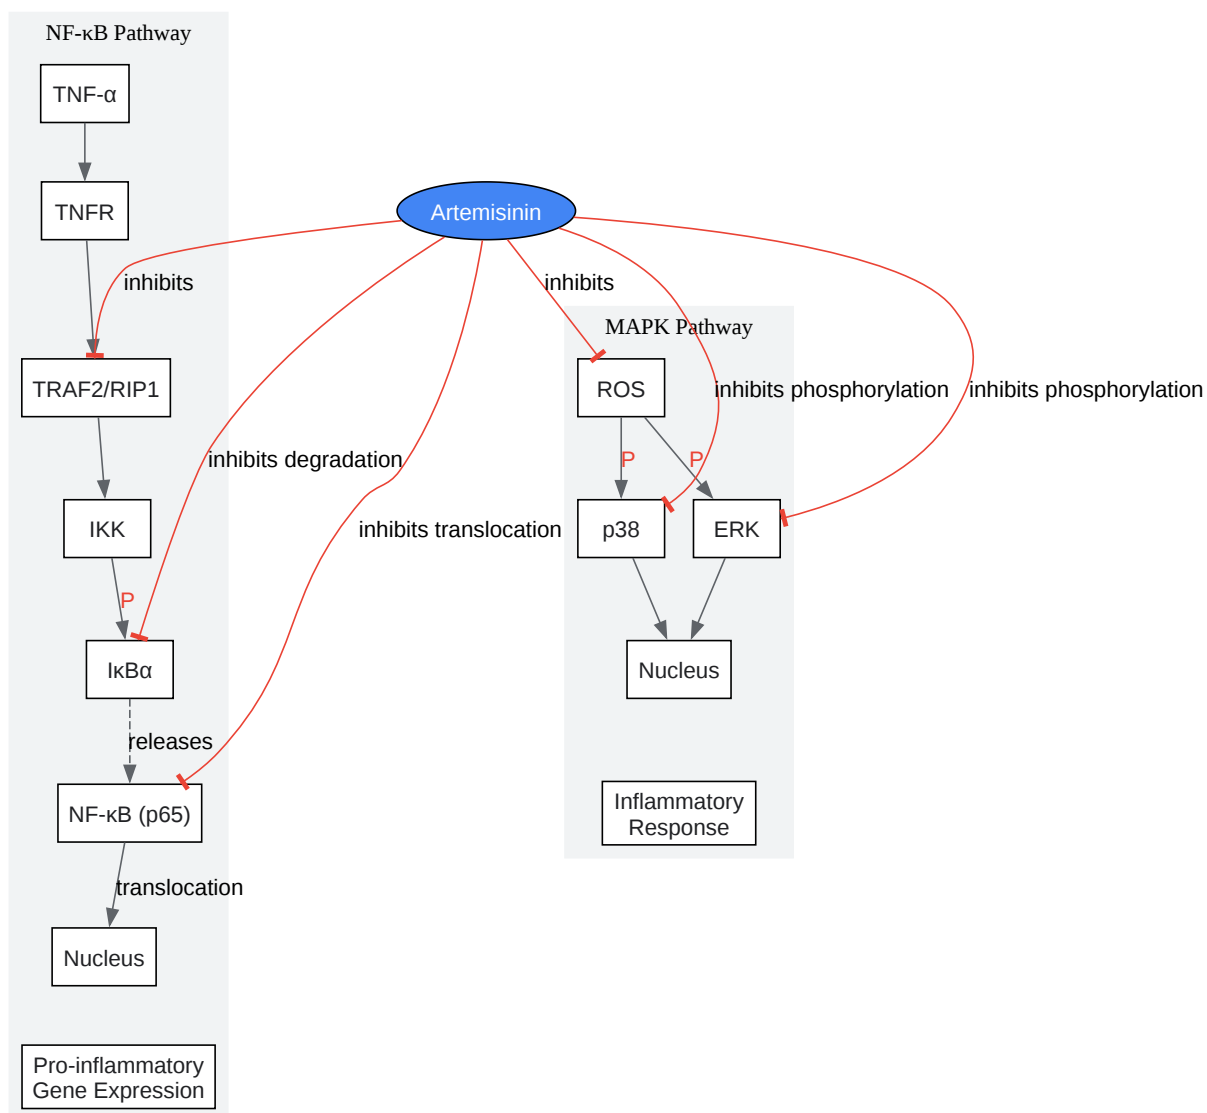 NF-κB Pathway
TNF-α
TNFR
Artemisinin
inhibits
inhibits
MAPK Pathway
TRAF2/RIP1
ROS
inhibits phosphorylation
inhibits phosphorylation
inhibits degradation
P
P
IKK
inhibits translocation
p38
ERK
P
IκBα
Nucleus
releases
NF-κB (p65)
Inflammatory
Response
translocation
Nucleus
Pro-inflammatory
Gene Expression